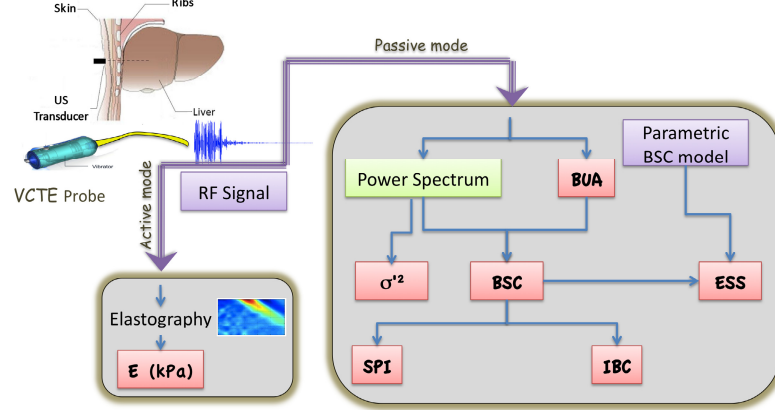 Skin
Ribs
US
Transducer
Liver
Vibrator
VCTE Probe
RF Signal
Active mode
Passive mode
Elastography
E (kPa)
Power Spectrum
BUA
Parametric
BSC model
σ'²
BSC
ESS
SPI
IBC